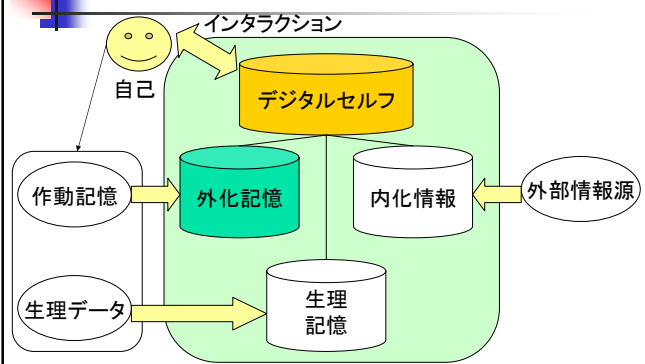 インタラクション
自己
デジタルセルフ
作動記憶
外化記憶
内化情報
外部情報源
生理データ
生理
記憶